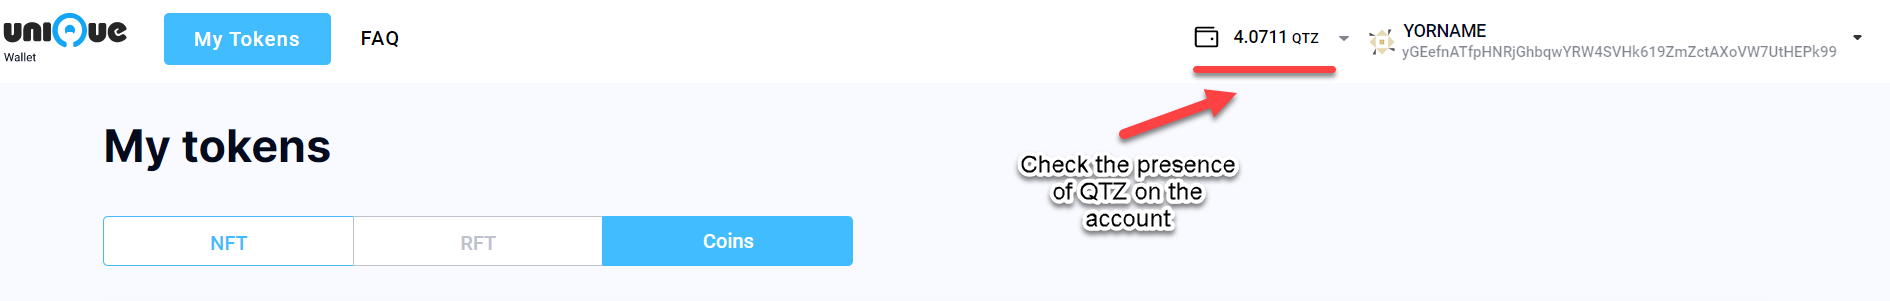 uniQue
Wallet
My Tokens
FAQ
4.0711 QTZ
YORNAME
yGEefnATfpHNRjGhbqwYRW4SVHk619ZmZctAXoVW7UtHEPk99
My tokens
Check the presence
of QTZ on the
account
NFT
RFT
Coins